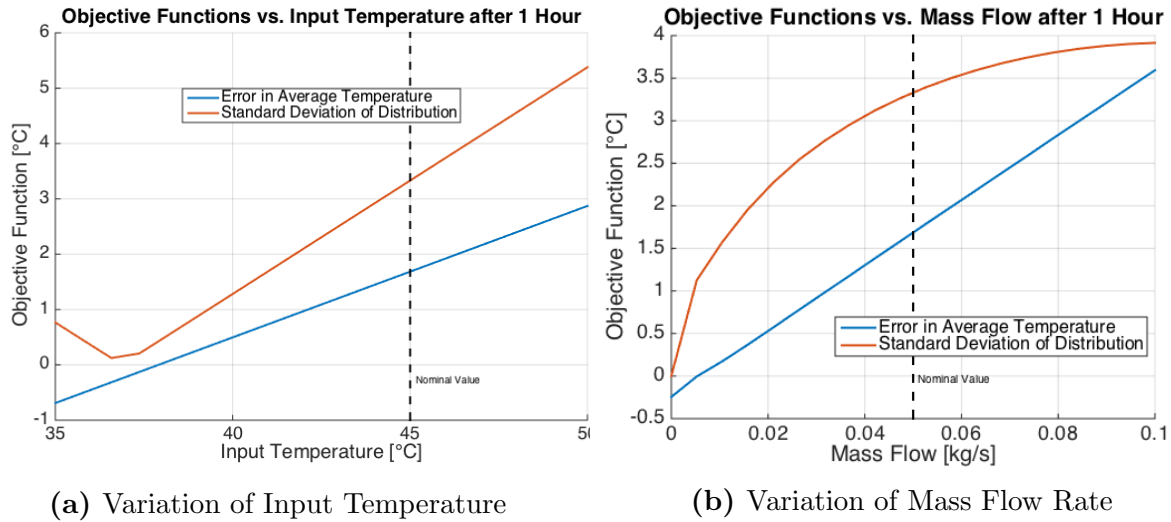 Objective Functions vs. Input Temperature after 1 Hour
6
5
4
3
2
1
0
-1
Objective Function [°C]
Error in Average Temperature
Standard Deviation of Distribution
Nominal Value
35
40
45
50
Input Temperature [°C]
(a) Variation of Input Temperature
Objective Functions vs. Mass Flow after 1 Hour
4
3.5
3
2.5
2
1.5
1
0.5
0
-0.5
Objective Function [°C]
Error in Average Temperature
Standard Deviation of Distribution
Nominal Value
0
0.02
0.04
0.06
0.08
0.1
Mass Flow [kg/s]
(b) Variation of Mass Flow Rate